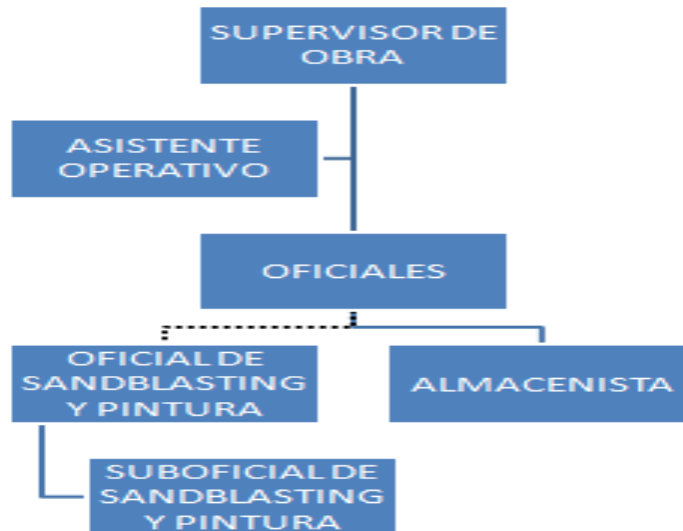 SUPERVISOR DE
OBRA
ASISTENTE
OPERATIVO
OFICIALES
OFICIAL DE
SANDBLASTING
Y PINTURA
ALMACENISTA
SUBOFICIAL DE
SANDBLASTING
Y PINTURA